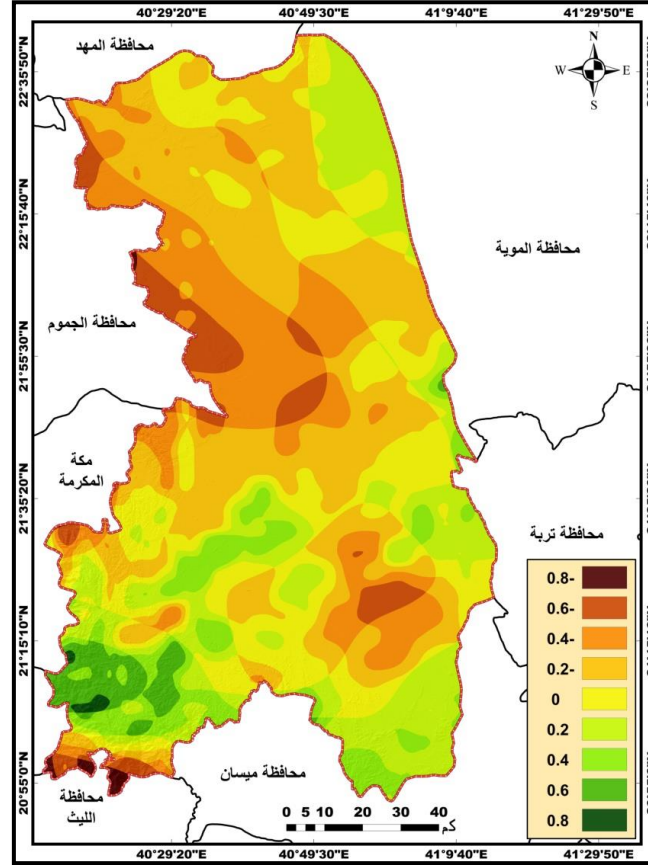 40°29'20"E 40°49'30"E 41°9'40"E 41°29'50"E
محافظة المهد
N
W E
S
22°35'50"N
22°15'40"N
محافظة الموية
محافظة الجموم
21°55'30"N
مكة
المكرمة
21°35'20"N
محافظة تربة
0.8-
0.6-
0.4-
0.2-
0
0.2
0.4
0.6
0.8
21°15'10"N
محافظة ميسان
20°55'0"N
محافظة
الليث
0 5 10 20 30 40
كم
40°29'20"E 40°49'30"E 41°9'40"E 41°29'50"E